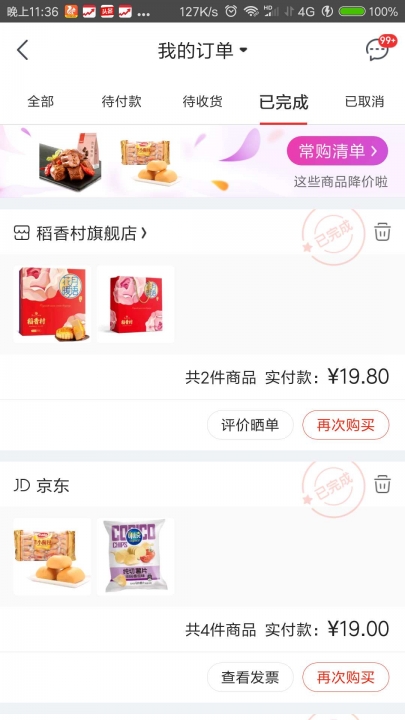 晚上11:36 ... 127K/s 4G 100%
我的订单
99+
全部 待付款 待收货 已完成 已取消
常购清单 >
这些商品降价啦
稻香村旗舰店 >
已完成
花月
稻香村
共2件商品 实付款：¥19.80
评价晒单 再次购买
JD 京东
已完成
共4件商品 实付款：¥19.00
查看发票 再次购买